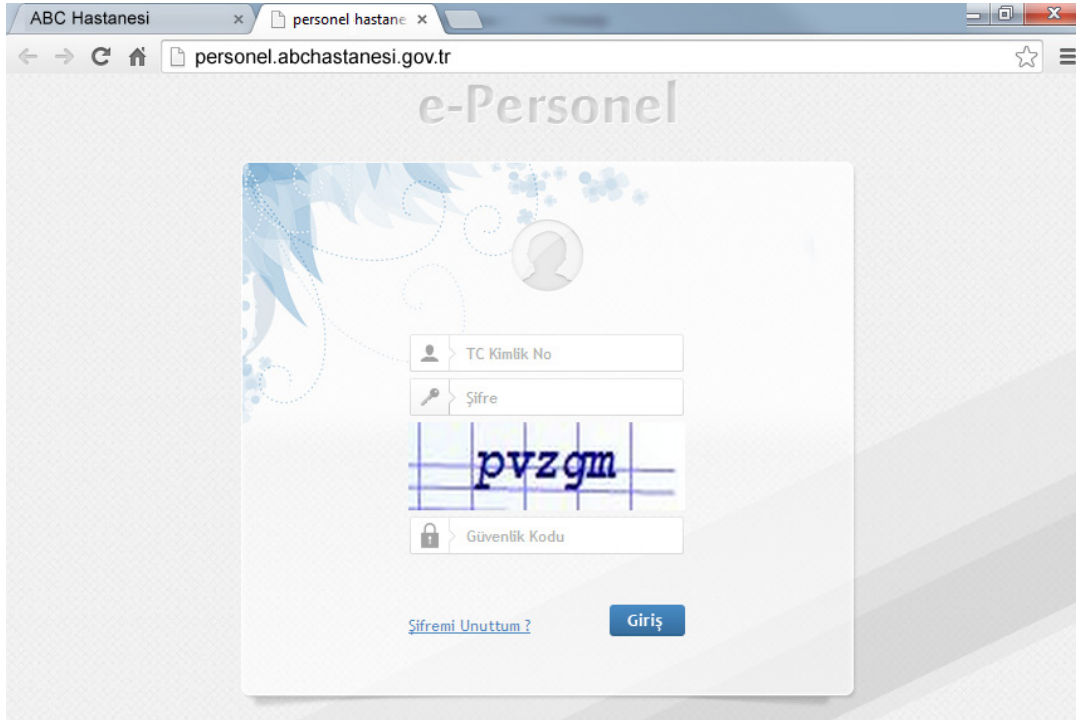 ABC Hastanesi
personel hastane
personel.abchastanesi.gov.tr
e-Personel
TC Kimlik No
Şifre
pvzgm
Güvenlik Kodu
Şifremi Unuttum ?
Giriş